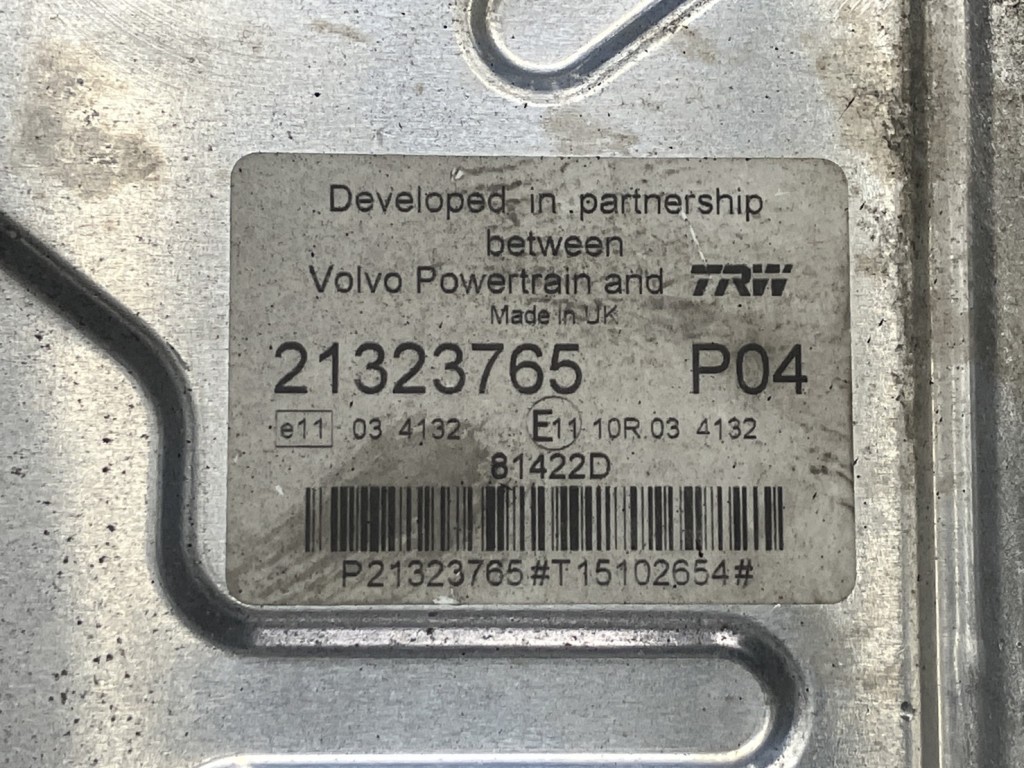 Developed in partnership
between
Volvo Powertrain and TRW
Made in UK
21323765 P04
e11 03 4132 E11 10R.03 4132
81422D
P21323765#T15102654#